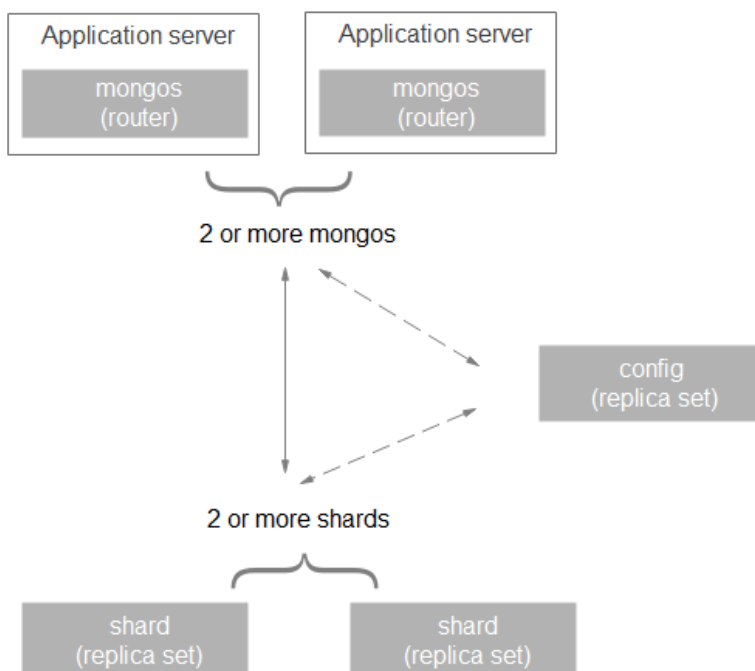 Application server
mongos
(router)
Application server
mongos
(router)
2 or more mongos
config
(replica set)
2 or more shards
shard
(replica set)
shard
(replica set)